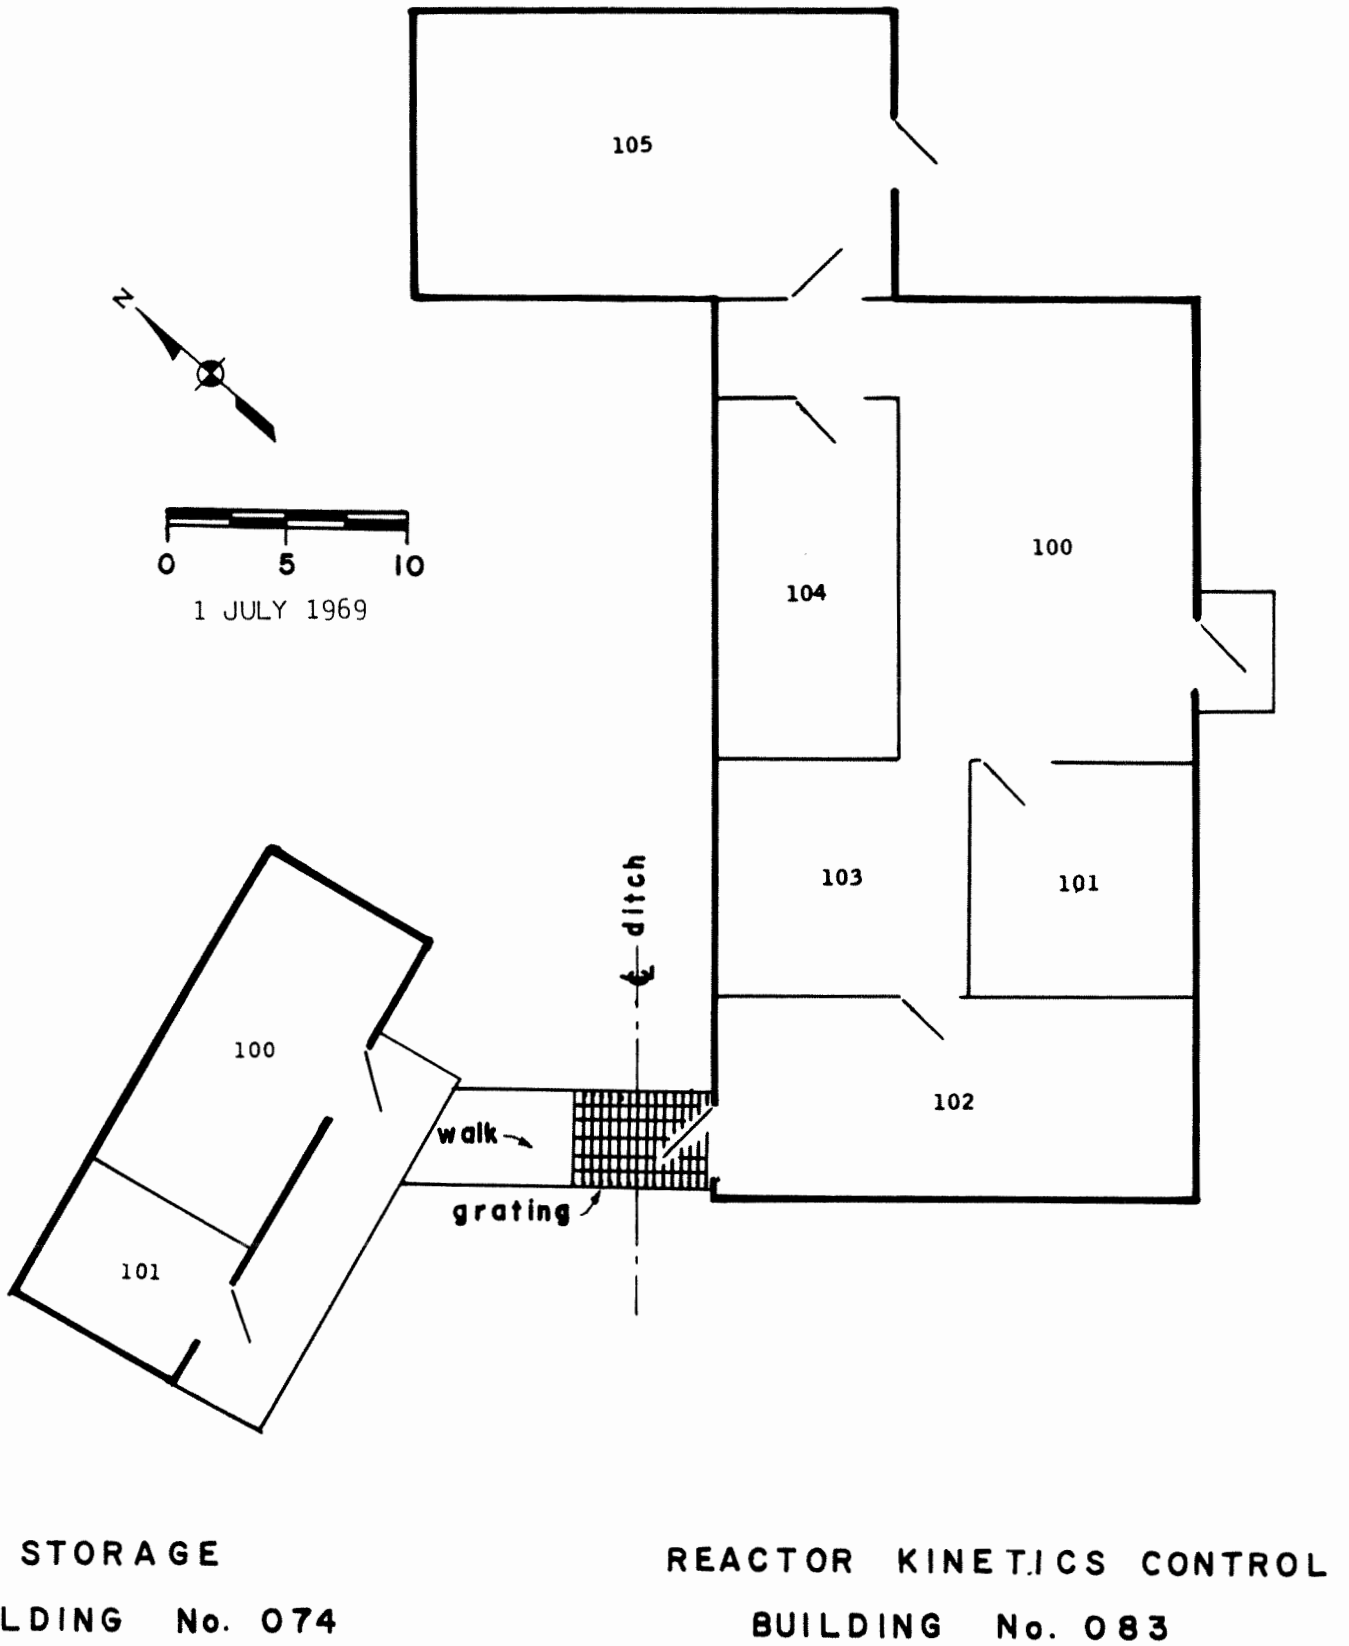 105
N
0 5 10
1 JULY 1969
100
104
103
101
ditch
100
102
walk
grating
101
STORAGE
LDING No. 074
REACTOR KINETICS CONTROL
BUILDING No. 083